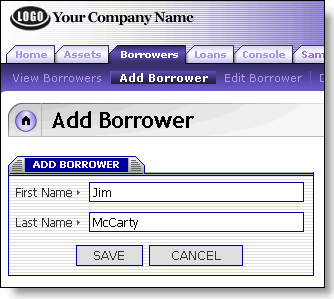 LOGO Your Company Name
Home Assets Borrowers Loans Console Sam
View Borrowers Add Borrower Edit Borrower D
Add Borrower
ADD BORROWER
First Name Jim
Last Name McCarty
SAVE CANCEL